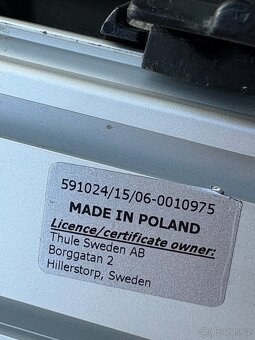 591024/15/06-0010975
MADE IN POLAND
Licence/certificate owner:
Thule Sweden AB
Borggatan 2
Hillerstorp, Sweden